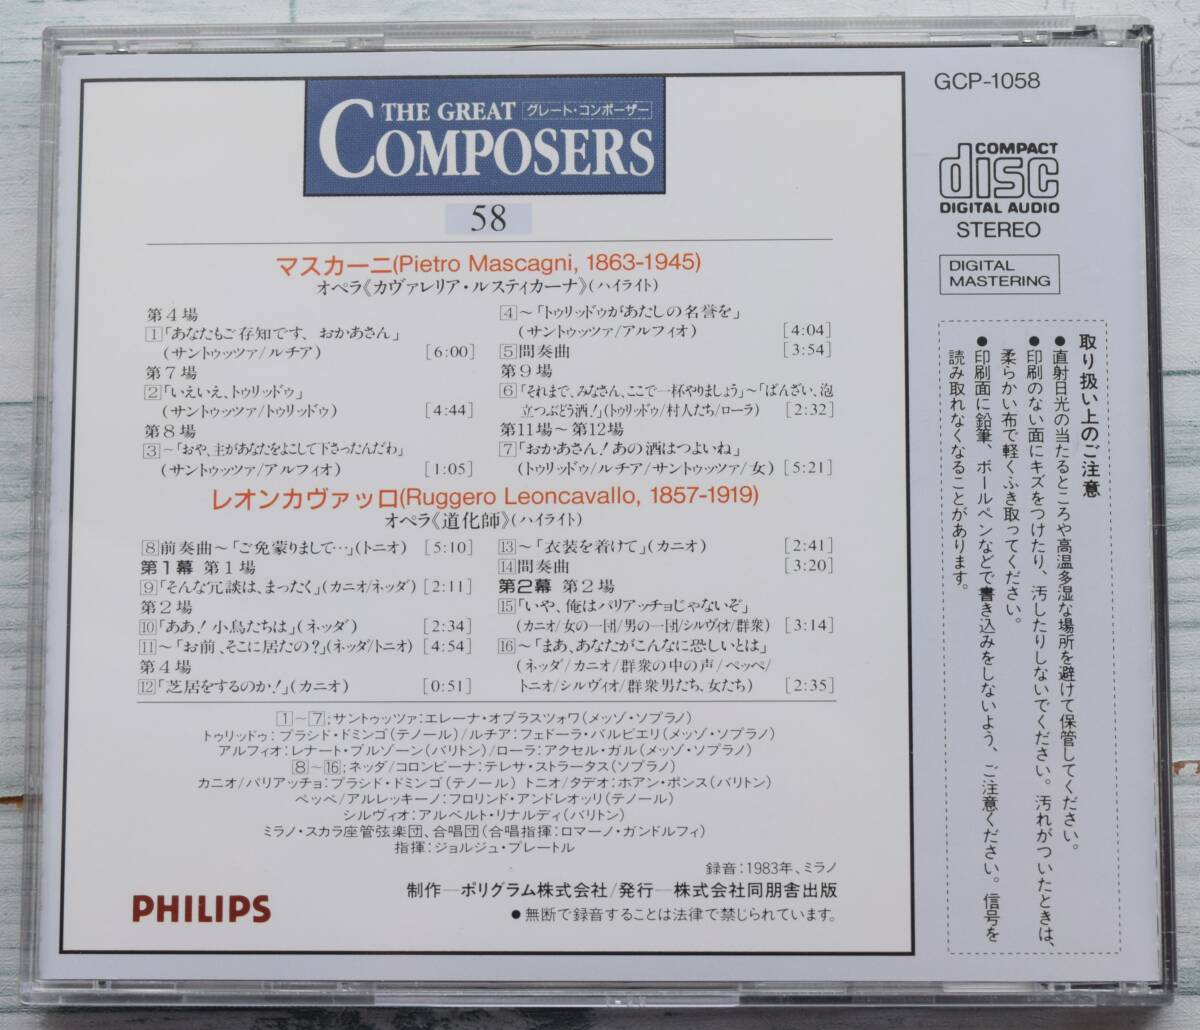 THE GREAT グレート・コンポーザー
COMPOSERS
58
マスカーニ(Pietro Mascagni, 1863-1945)
オペラ《カヴァレリア・ルスティカーナ》(ハイライト)
第4場
1「あなたもご存知です、おかあさん」
(サントゥッツァ/ルチア) [6:00]
第7場
2「いえいえ、トゥリッドゥ」
(サントゥッツァ/トゥリッドゥ) [4:44]
第8場
3〜「おや、主があなたをよこして下さったんだわ」
(サントゥッツァ/アルフィオ) [1:05]
4〜「トゥリッドゥがあたしの名誉を」
(サントゥッツァ/アルフィオ) [4:04]
5間奏曲 [3:54]
第9場
6「それまで、みなさん、ここで一杯やりましょう」〜「ばんざい、泡
立つぶどう酒!」(トゥリッドゥ/村人たち/ローラ) [2:32]
第11場〜第12場
7「おかあさん!あの酒はつよいね」
(トゥリッドゥ/ルチア/サントゥッツァ/女) [5:21]
レオンカヴァッロ(Ruggero Leoncavallo, 1857-1919)
オペラ《道化師》(ハイライト)
8前奏曲〜「ご免蒙りまして…」(トニオ) [5:10]
第1幕 第1場
9「そんな冗談は、まったく」(カニオ/ネッダ) [2:11]
第2場
10「ああ!小鳥たちは」(ネッダ) [2:34]
11〜「お前、そこに居たの?」(ネッダ/トニオ) [4:54]
第4場
12「芝居をするのか!」(カニオ) [0:51]
13〜「衣装を着けて」(カニオ) [2:41]
14間奏曲 [3:20]
第2幕 第2場
15「いや、俺はパリアッチョじゃないぞ」
(カニオ/女の一団/男の一団/シルヴィオ/群衆) [3:14]
16〜「まあ、あなたがこんなに恐しいとは」
(ネッダ/カニオ/群衆の中の声/ペッペ/
トニオ/シルヴィオ/群衆男たち、女たち) [2:35]
1〜7;サントゥッツァ:エレーナ・オブラスツォワ(メッゾ・ソプラノ)
トゥリッドゥ:プラシド・ドミンゴ(テノール)/ルチア:フェドーラ・バルビエリ(メッゾ・ソプラノ)
アルフィオ:レナート・ブルゾーン(バリトン)/ローラ:アクセル・ガル(メッゾ・ソプラノ)
8〜16;ネッダ/コロンビーナ:テレサ・ストラータス(ソプラノ)
カニオ/パリアッチョ:プラシド・ドミンゴ(テノール) トニオ/タデオ:ホアン・ポンス(バリトン)
ペッペ/アルレッキーノ:フロリンド・アンドレオッリ(テノール)
シルヴィオ:アルベルト・リナルディ(バリトン)
ミラノ・スカラ座管弦楽団、合唱団(合唱指揮:ロマーノ・ガンドルフィ)
指揮:ジョルジュ・プレートル
録音:1983年、ミラノ
制作—ポリグラム株式会社/発行—株式会社同朋舎出版
●無断で録音することは法律で禁じられています。
PHILIPS
GCP-1058
COMPACT
disc
DIGITAL AUDIO
STEREO
DIGITAL
MASTERING
取り扱い上のご注意
●直射日光の当たるところや高温多湿な場所を避けて保管してください。
●印刷のない面にキズをつけたり、汚したりしないでください。汚れがついたときは、
柔らかい布で軽くふき取ってください。
●印刷面に鉛筆、ボールペンなどで書き込みをしないよう、ご注意ください。信号を
読み取れなくなることがあります。